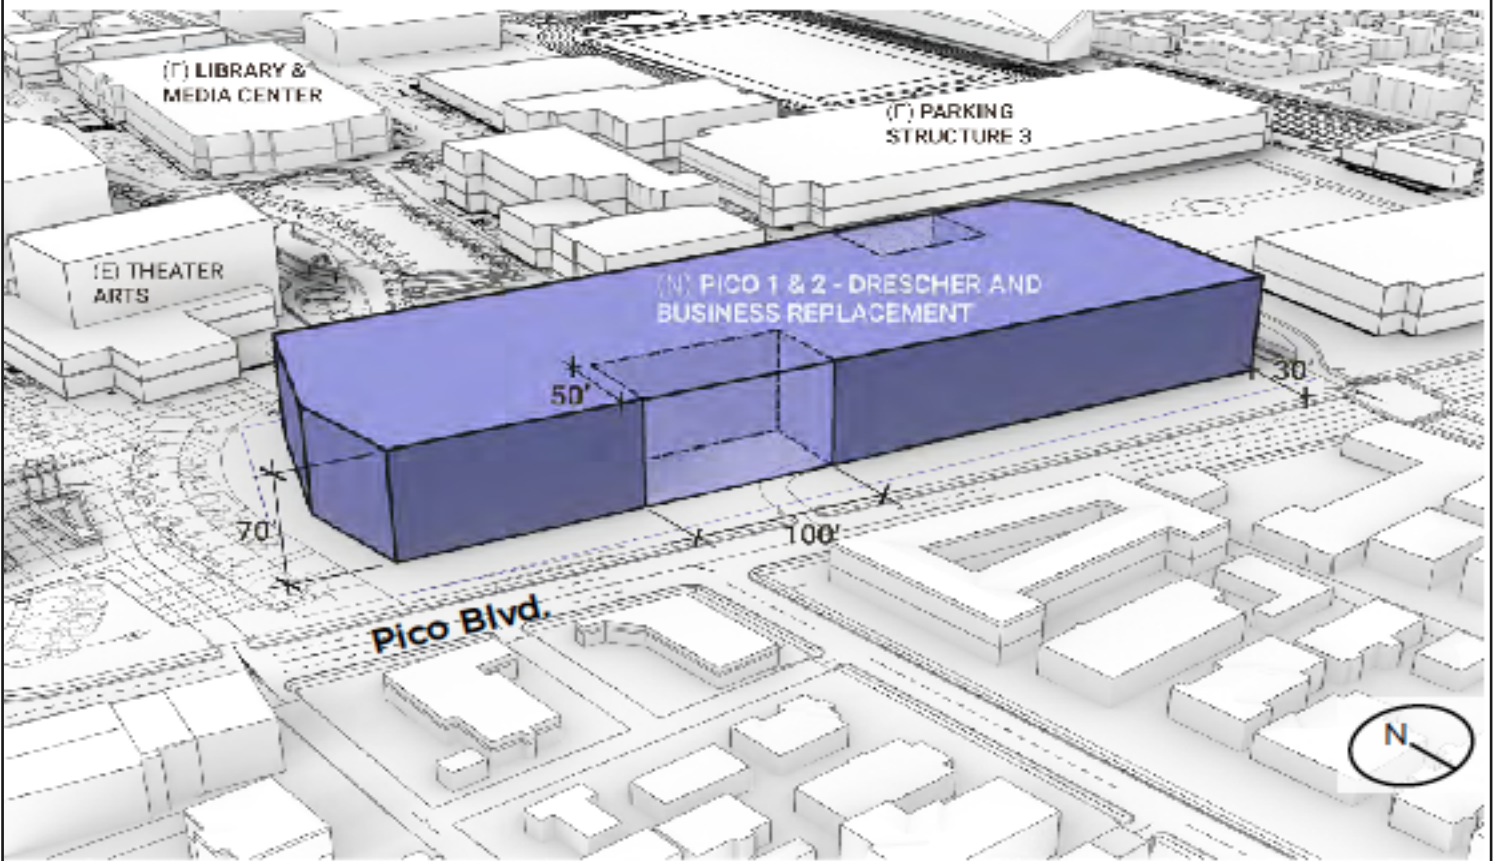 (E) LIBRARY &
MEDIA CENTER
(E) PARKING
STRUCTURE 3
(E) THEATER
ARTS
(N) PICO 1 & 2 - DRESCHER AND
BUSINESS REPLACEMENT
50'
30'
70'
100'
Pico Blvd.
N